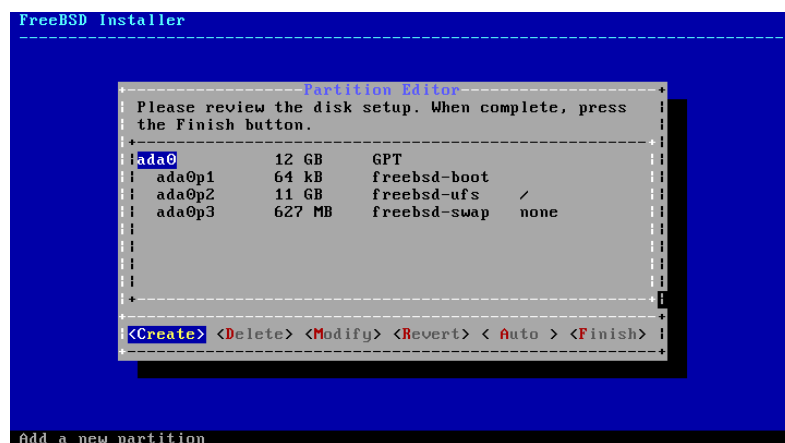 FreeBSD Installer
Partition Editor
Please review the disk setup. When complete, press
the Finish button.
ada0 12 GB GPT
ada0p1 64 kB freebsd-boot
ada0p2 11 GB freebsd-ufs /
ada0p3 627 MB freebsd-swap none
<Create> <Delete> <Modify> <Revert> < Auto > <Finish>
Add a new partition